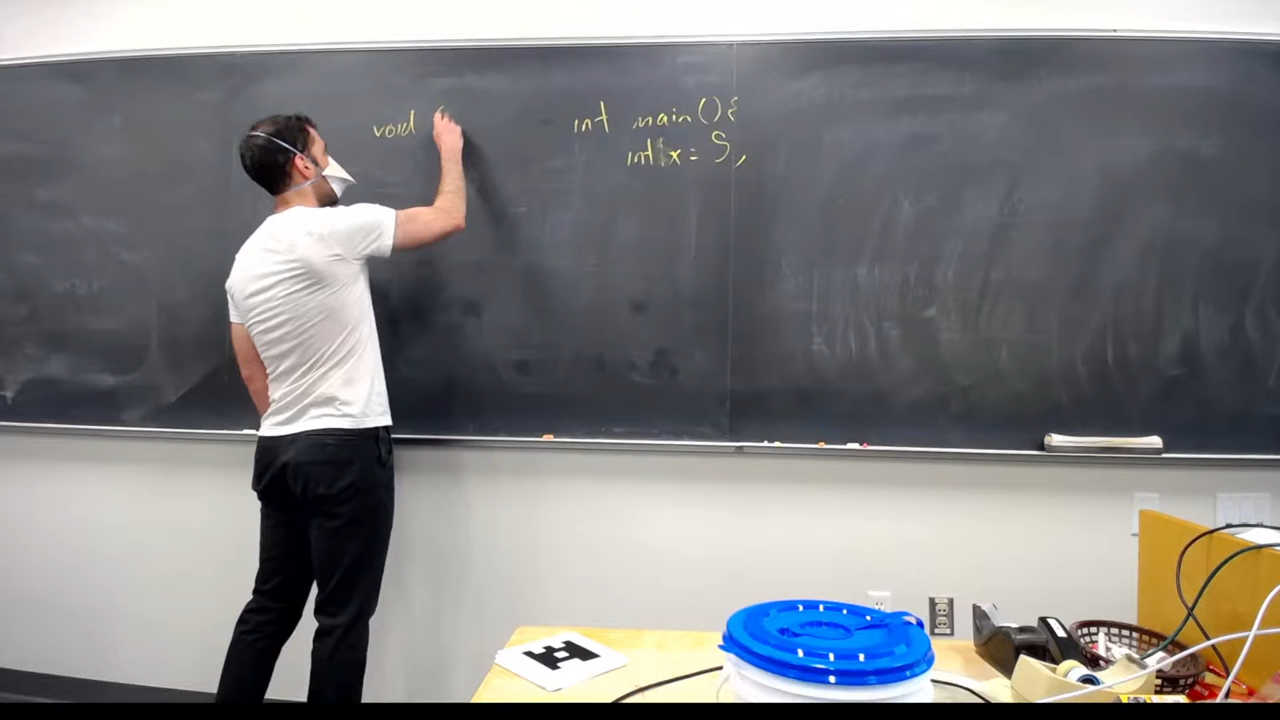 void
int main(){
int x = 5;